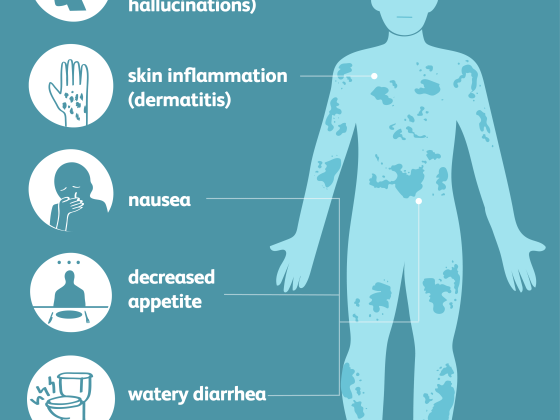 hallucinations)
skin inflammation
(dermatitis)
nausea
decreased
appetite
watery diarrhea